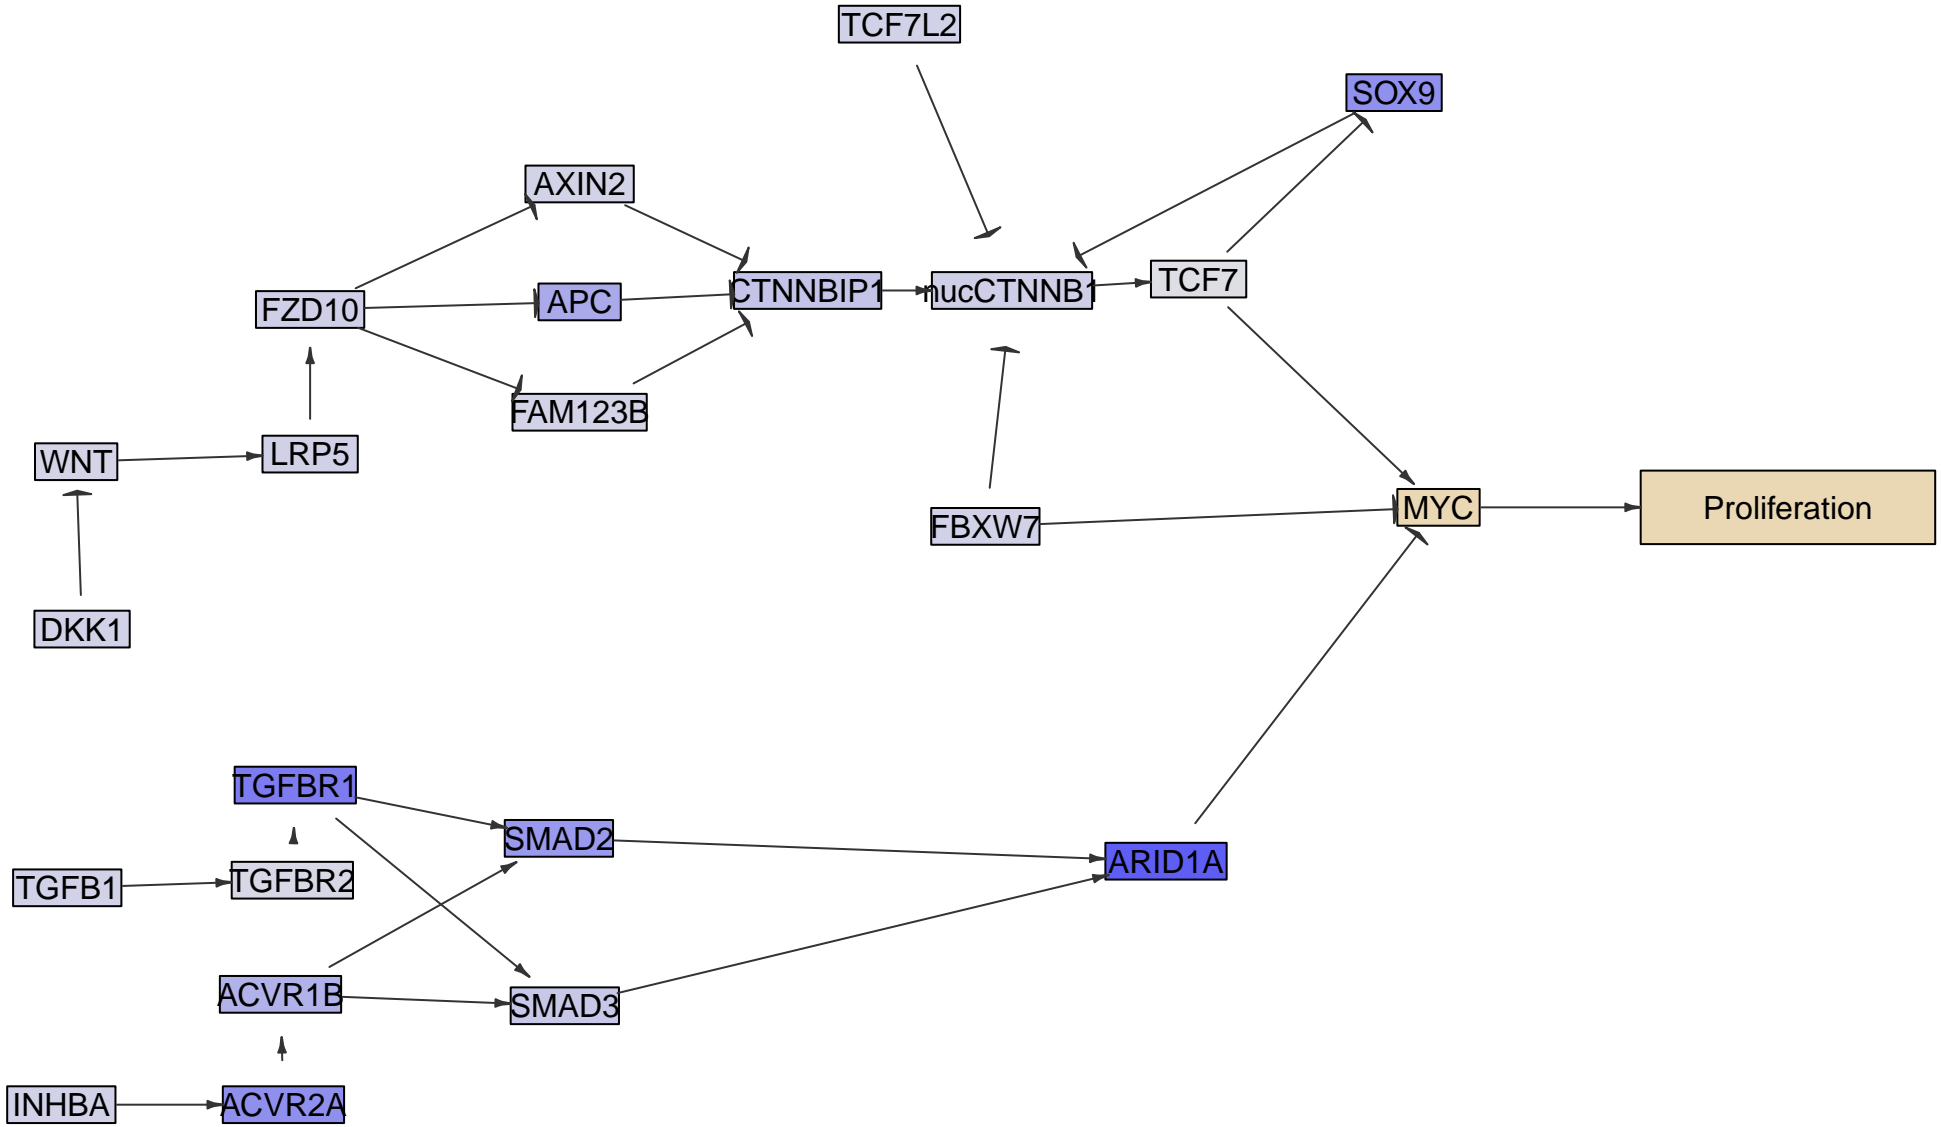 TCF7L2
SOX9
AXIN2
FZD10
APC
CTNNBIP1
nucCTNNB1
TCF7
FAM123B
WNT
LRP5
FBXW7
MYC
Proliferation
DKK1
TGFBR1
SMAD2
ARID1A
TGFB1
TGFBR2
ACVR1B
SMAD3
INHBA
ACVR2A